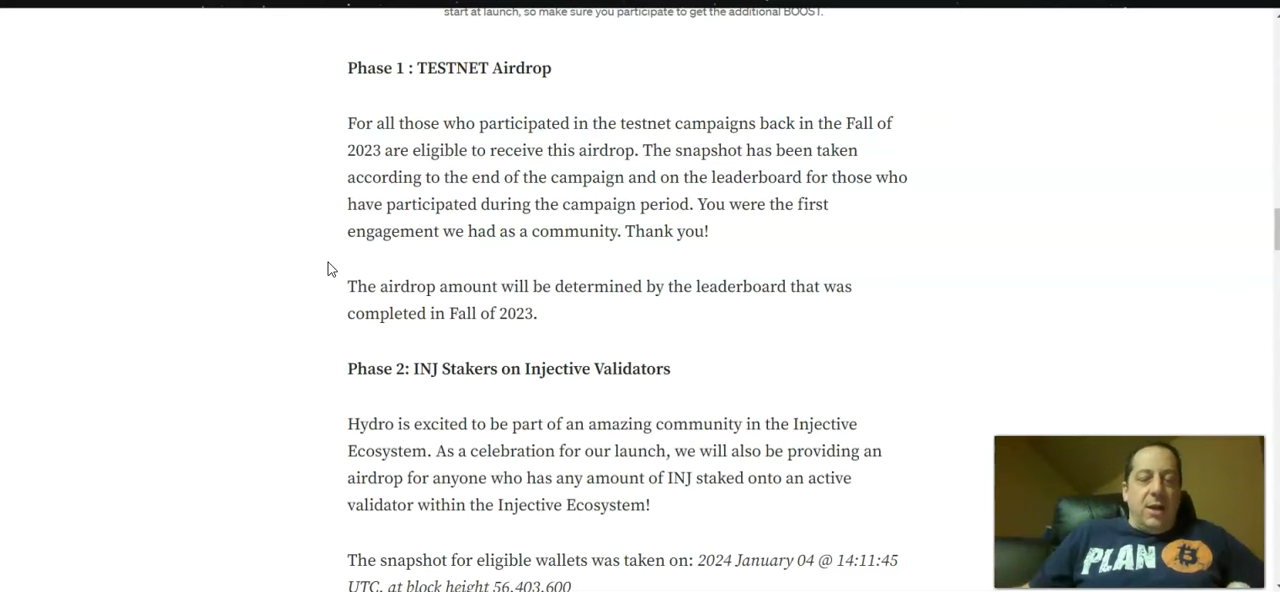 start at launch, so make sure you participate to get the additional BOOST.
Phase 1 : TESTNET Airdrop
For all those who participated in the testnet campaigns back in the Fall of
2023 are eligible to receive this airdrop. The snapshot has been taken
according to the end of the campaign and on the leaderboard for those who
have participated during the campaign period. You were the first
engagement we had as a community. Thank you!
The airdrop amount will be determined by the leaderboard that was
completed in Fall of 2023.
Phase 2: INJ Stakers on Injective Validators
Hydro is excited to be part of an amazing community in the Injective
Ecosystem. As a celebration for our launch, we will also be providing an
airdrop for anyone who has any amount of INJ staked onto an active
validator within the Injective Ecosystem!
The snapshot for eligible wallets was taken on: 2024 January 04 @ 14:11:45
UTC, at block height 56,403,600
PLAN ₿